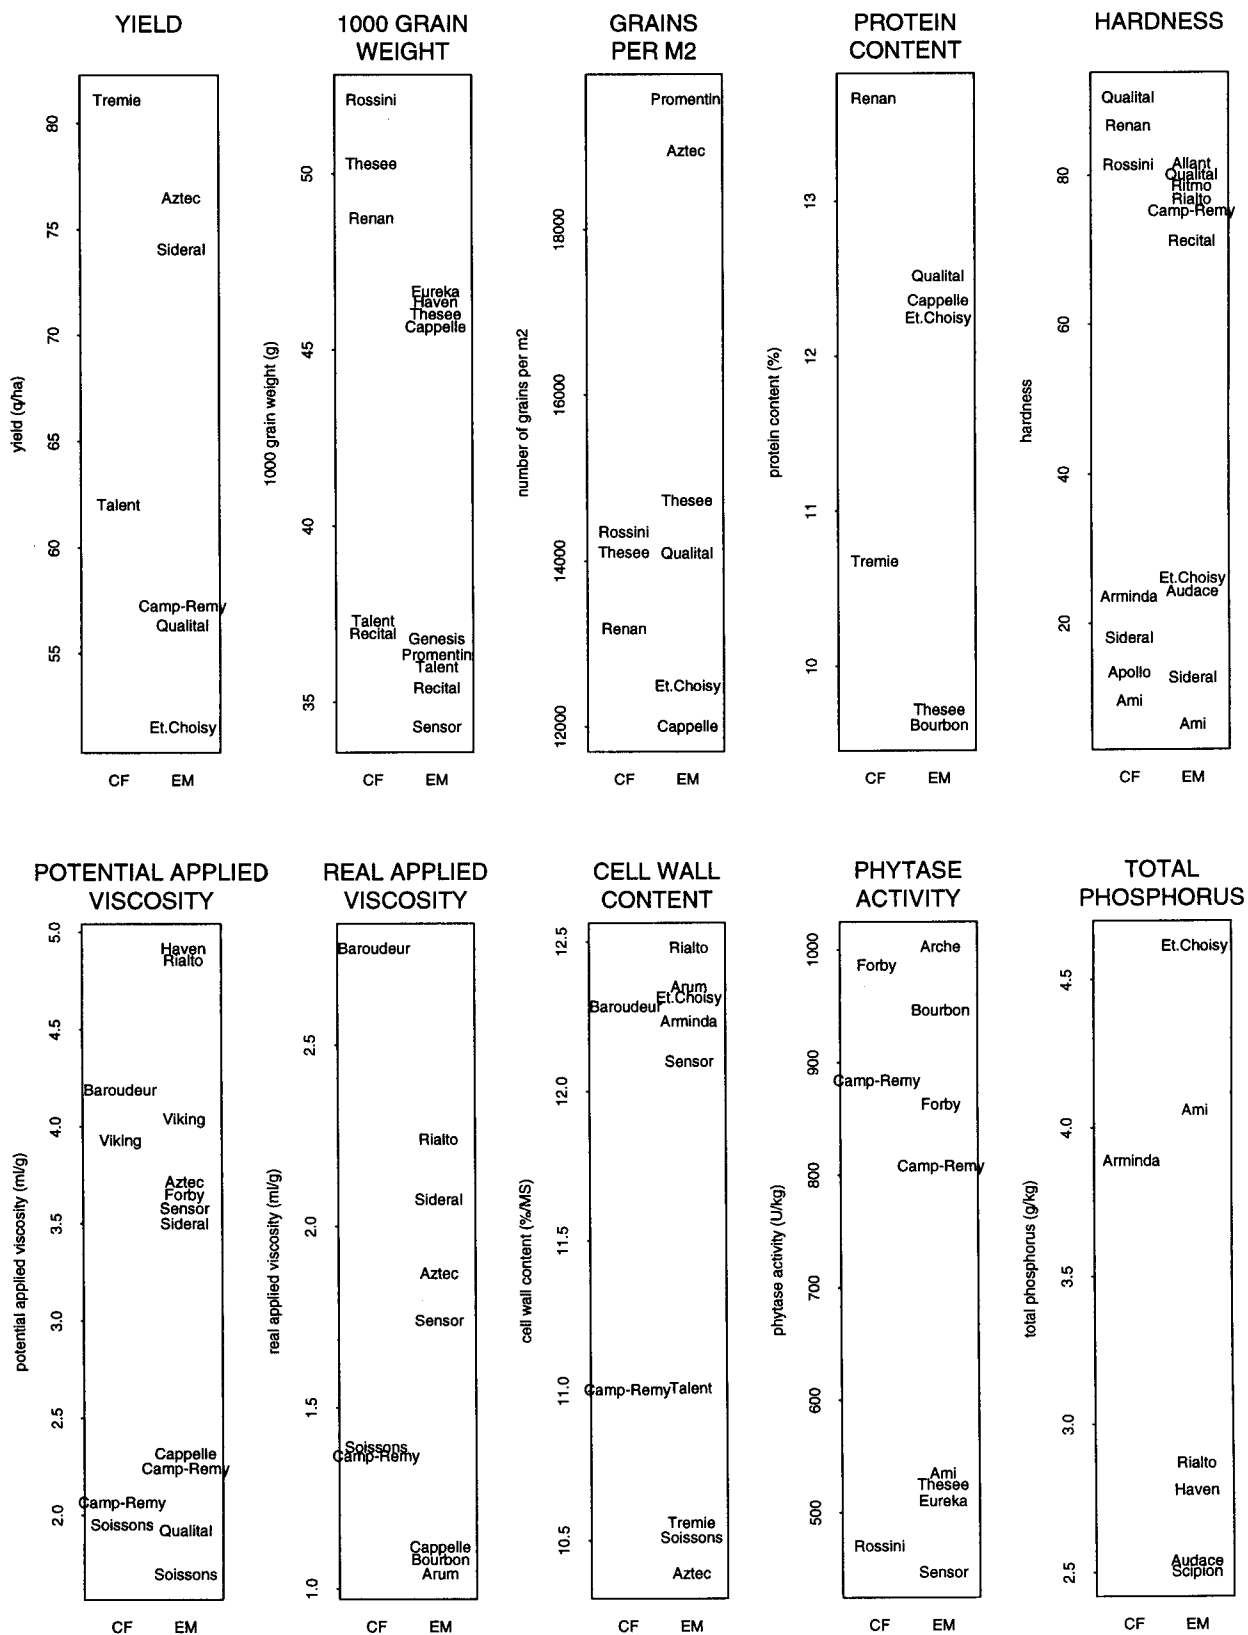 YIELD
80
75
70
65
60
55
yield (q/ha)
Tremie
Aztec
Sideral
Talent
Camp-Remy
Qualital
Et.Choisy
CF EM
1000 GRAIN
WEIGHT
50
45
40
35
1000 grain weight (g)
Rossini
Thesee
Renan
Eureka
Haven
Thesee
Cappelle
Talent
Recital
Genesis
Promentin
Talent
Recital
Sensor
CF EM
GRAINS
PER M2
18000
16000
14000
12000
number of grains per m2
Promentin
Aztec
Thesee
Rossini
Thesee Qualital
Renan
Et.Choisy
Cappelle
CF EM
PROTEIN
CONTENT
13
12
11
10
protein content (%)
Renan
Qualital
Cappelle
Et.Choisy
Tremie
Thesee
Bourbon
CF EM
HARDNESS
80
60
40
20
hardness
Qualital
Renan
Rossini Allant
Qualital
Ritmo
Rialto
Camp-Remy
Recital
Et.Choisy
Audace
Arminda
Sideral
Apollo Sideral
Ami
Ami
CF EM
POTENTIAL APPLIED
VISCOSITY
5.0
4.5
4.0
3.5
3.0
2.5
2.0
potential applied viscosity (ml/g)
Haven
Rialto
Baroudeur
Viking
Viking
Aztec
Forby
Sensor
Sideral
Cappelle
Camp-Remy
Camp-Remy
Soissons Qualital
Soissons
CF EM
REAL APPLIED
VISCOSITY
2.5
2.0
1.5
1.0
real applied viscosity (ml/g)
Baroudeur
Rialto
Sideral
Aztec
Sensor
Soissons
Camp-Remy
Cappelle
Bourbon
Arum
CF EM
CELL WALL
CONTENT
12.5
12.0
11.5
11.0
10.5
cell wall content (%/MS)
Rialto
Arum
Et.Choisy
Baroudeur
Arminda
Sensor
Camp-Remy Talent
Tremie
Soissons
Aztec
CF EM
PHYTASE
ACTIVITY
1000
900
800
700
600
500
phytase activity (U/kg)
Arche
Forby
Bourbon
Camp-Remy
Forby
Camp-Remy
Ami
Thesee
Eureka
Rossini
Sensor
CF EM
TOTAL
PHOSPHORUS
4.5
4.0
3.5
3.0
2.5
total phosphorus (g/kg)
Et.Choisy
Ami
Arminda
Rialto
Haven
Audace
Scipion
CF EM